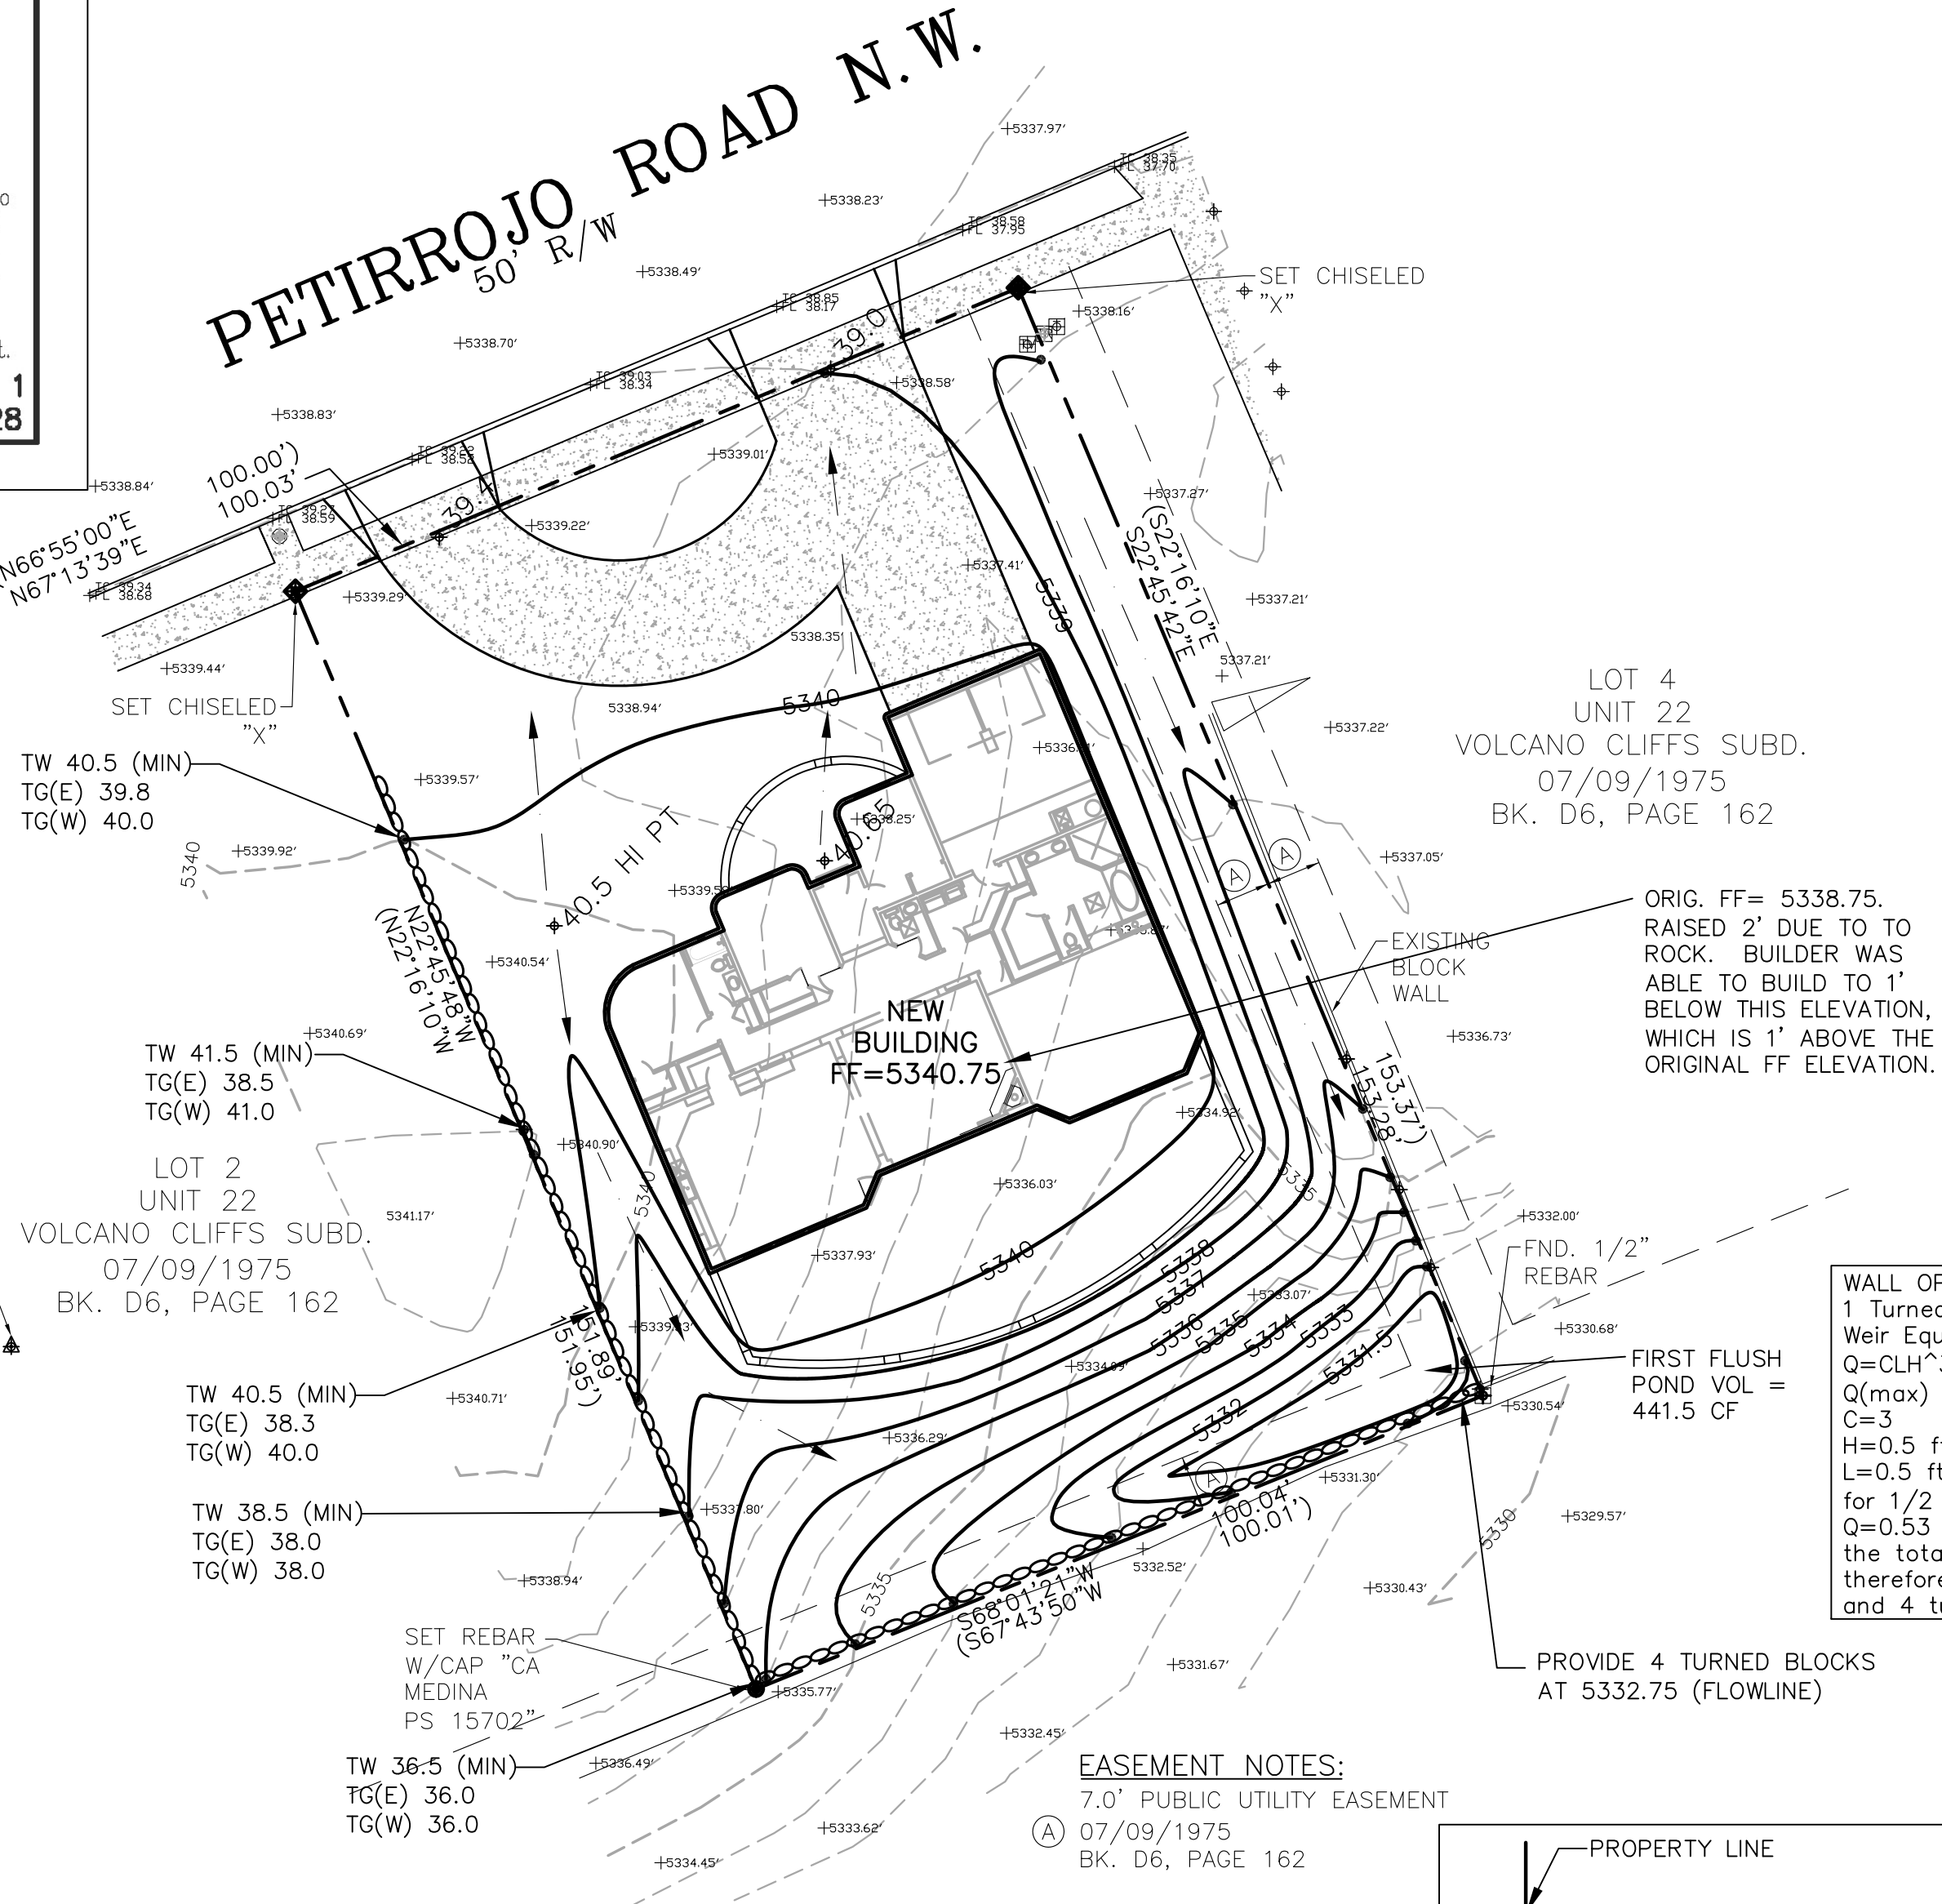 PETIRROJO ROAD N.W.
50' R/W
1
28
5337.97'
TC 38.35
FL 37.70
5338.23'
TC 38.58
FL 37.95
5338.49'
SET CHISELED
"X"
TC 38.85
FL 38.17
39.0
5338.16'
5338.70'
TC 39.03
FL 38.34
5338.58'
5338.83'
TC 39.22
FL 38.52
5339.01'
5338.84'
100.00')
100.03'
39.4
5339.22'
5337.27'
TC 39.27
FL 38.59
(N66°55'00"E
N67°13'39"E
TC 39.34
FL 38.68
(S22°16'10"E
S22°45'42"E
5337.41'
5339
5339.29'
5337.21'
5338.35'
5339.44'
5337.21'
SET CHISELED
"X"
5338.94'
5340
5337.22'
LOT 4
UNIT 22
VOLCANO CLIFFS SUBD.
07/09/1975
BK. D6, PAGE 162
TW 40.5 (MIN)
TG(E) 39.8
TG(W) 40.0
5339.57'
5338.25'
40.65
40.5 HI PT
5340
5339.92'
5337.05'
A
A
ORIG. FF= 5338.75.
RAISED 2' DUE TO TO
ROCK. BUILDER WAS
ABLE TO BUILD TO 1'
BELOW THIS ELEVATION,
WHICH IS 1' ABOVE THE
ORIGINAL FF ELEVATION.
EXISTING
BLOCK
WALL
5340.54'
N22°45'48"W
(N22°16'10"W
NEW
BUILDING
FF=5340.75
5340.69'
5336.73'
TW 41.5 (MIN)
TG(E) 38.5
TG(W) 41.0
153.37')
153.28'
5334.92'
5340.90'
LOT 2
UNIT 22
VOLCANO CLIFFS SUBD.
07/09/1975
BK. D6, PAGE 162
5340
5336.03'
5335
5341.17'
5332.00'
5337.93'
5340
5338
5337
5336
5335
5334
5333
5331.5
5332
FND. 1/2"
REBAR
5333.07'
5330.68'
151.89'
151.95')
5334.09'
FIRST FLUSH
POND VOL =
441.5 CF
TW 40.5 (MIN)
TG(E) 38.3
TG(W) 40.0
5340.71'
5330.54'
5336.29'
A
5331.30'
100.04'
100.01')
TW 38.5 (MIN)
TG(E) 38.0
TG(W) 38.0
5337.80'
5329.57'
5330
5332.52'
5338.94'
5335
5330.43'
S68°01'21"W
(S67°43'50"W
SET REBAR
W/CAP "CA
MEDINA
PS 15702"
5335.77'
5331.67'
PROVIDE 4 TURNED BLOCKS
AT 5332.75 (FLOWLINE)
5332.45'
TW 36.5 (MIN)
TG(E) 36.0
TG(W) 36.0
5336.49'
5333.62'
5334.45'
EASEMENT NOTES:
7.0' PUBLIC UTILITY EASEMENT
A 07/09/1975
BK. D6, PAGE 162
PROPERTY LINE
WALL
1 Turned
Weir
Q=CLH^
Q(max)
C=3
H=0.5
L=0.5
for 1/2
Q=0.53
the
therefore
and 4